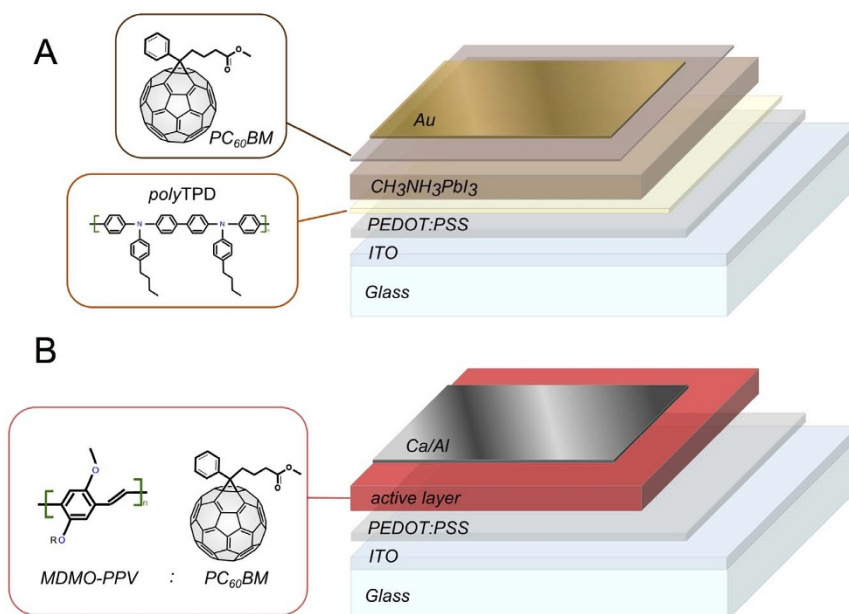 A
O
O
PC60BM
Au
polyTPD
N
N
n
CH3NH3PbI3
PEDOT:PSS
ITO
Glass
B
O
RO
n
MDMO-PPV : PC60BM
O
O
Ca/Al
active layer
PEDOT:PSS
ITO
Glass